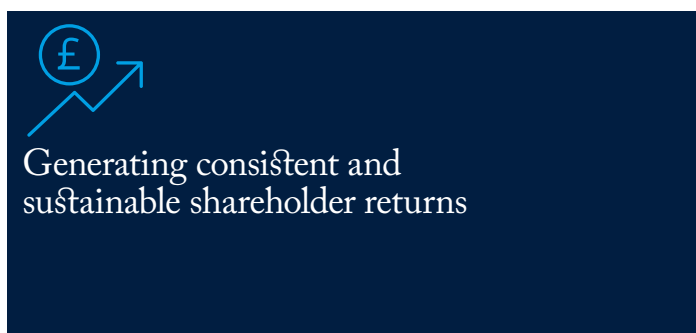 £
Generating consistent and
sustainable shareholder returns